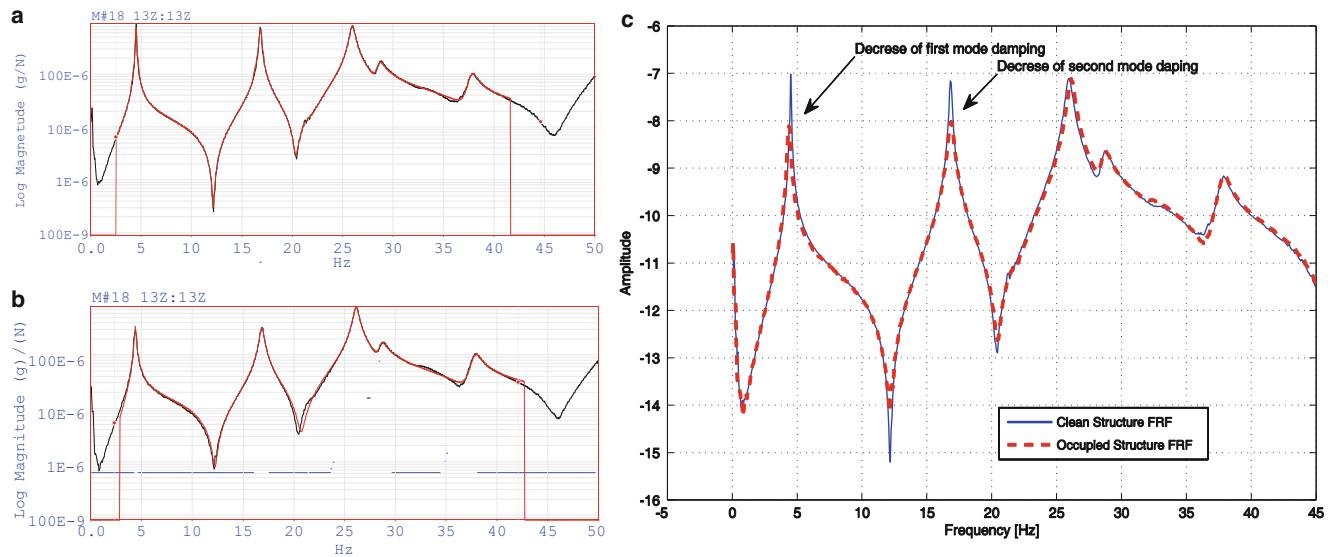 a
M#18 13Z:13Z
Log Magnetude (g/N)
100E-6
10E-6
1E-6
100E-9
0.0 5 10 15 20 25 30 35 40 45 50
Hz
b
M#18 13Z:13Z
Log Magnitude (g)/(N)
100E-6
10E-6
1E-6
100E-9
0.0 5 10 15 20 25 30 35 40 45 50
Hz
c
-6
-7
-8
-9
-10
-11
-12
-13
-14
-15
-16
Amplitude
Decrese of first mode damping
Decrese of second mode daping
Clean Structure FRF
Occupied Structure FRF
-5 0 5 10 15 20 25 30 35 40 45
Frequency [Hz]